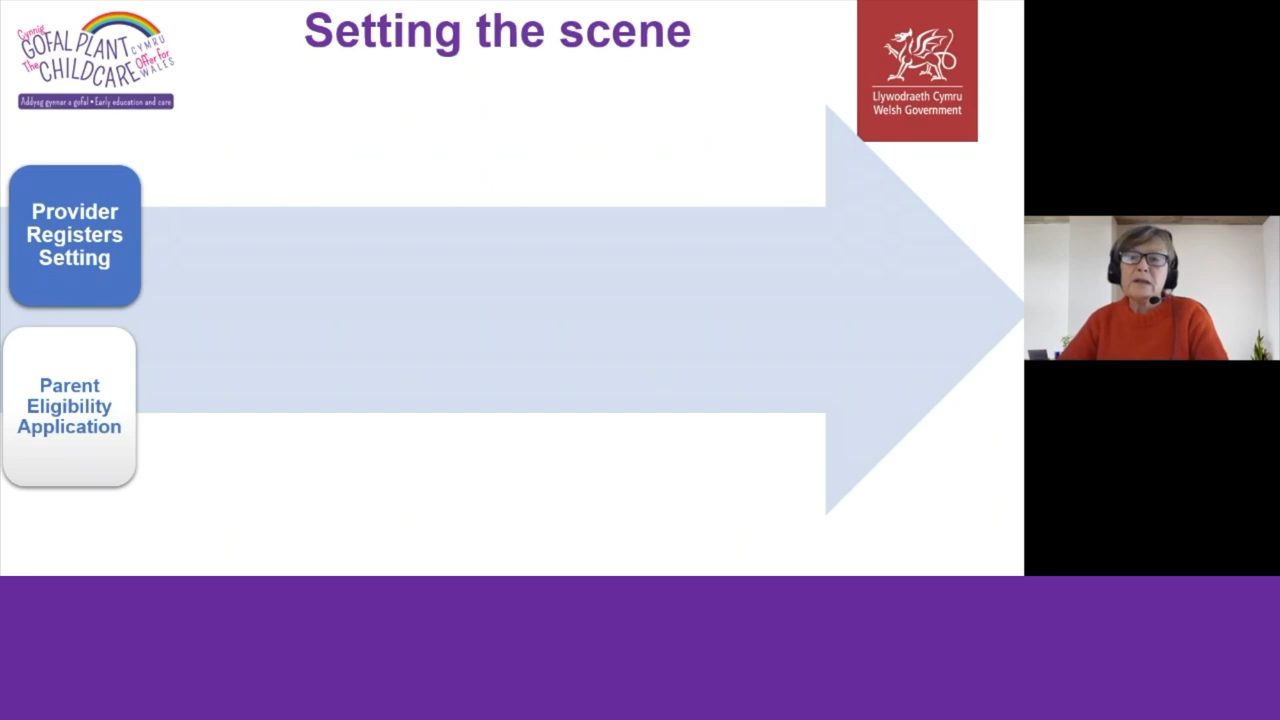 Setting the scene
Cynnig
GOFAL PLANT
CYMRU
The
CHILDCARE
Offer for
WALES
Addysg gynnar a gofal • Early education and care
Llywodraeth Cymru
Welsh Government
Provider
Registers
Setting
Parent
Eligibility
Application